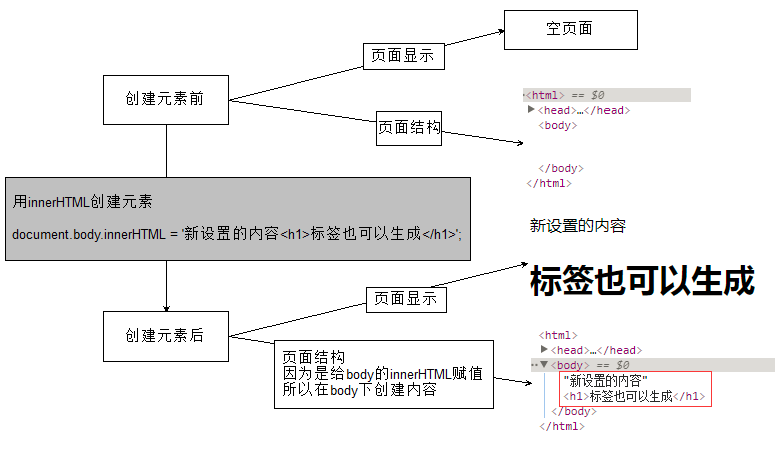 空页面
页面显示
创建元素前
页面结构
<html> == $0
<head>…</head>
<body>
</body>
</html>
用innerHTML创建元素
document.body.innerHTML = '新设置的内容<h1>标签也可以生成</h1>';
新设置的内容
标签也可以生成
页面显示
创建元素后
页面结构
因为是给body的innerHTML赋值
所以在body下创建内容
<html>
<head>…</head>
<body> == $0
"新设置的内容"
<h1>标签也可以生成</h1>
</body>
</html>